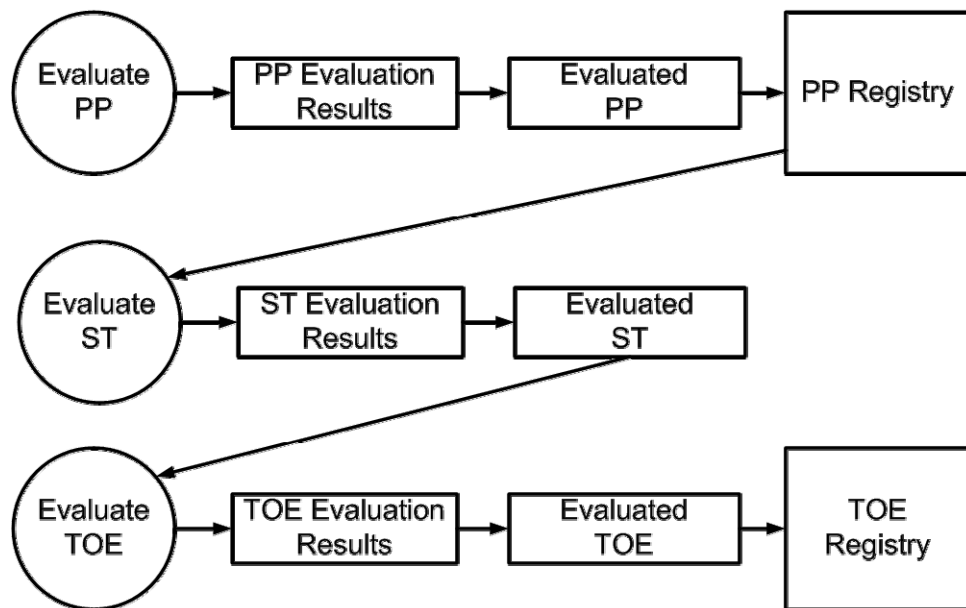 Evaluate
PP
PP Evaluation
Results
Evaluated
PP
PP Registry
Evaluate
ST
ST Evaluation
Results
Evaluated
ST
Evaluate
TOE
TOE Evaluation
Results
Evaluated
TOE
TOE
Registry